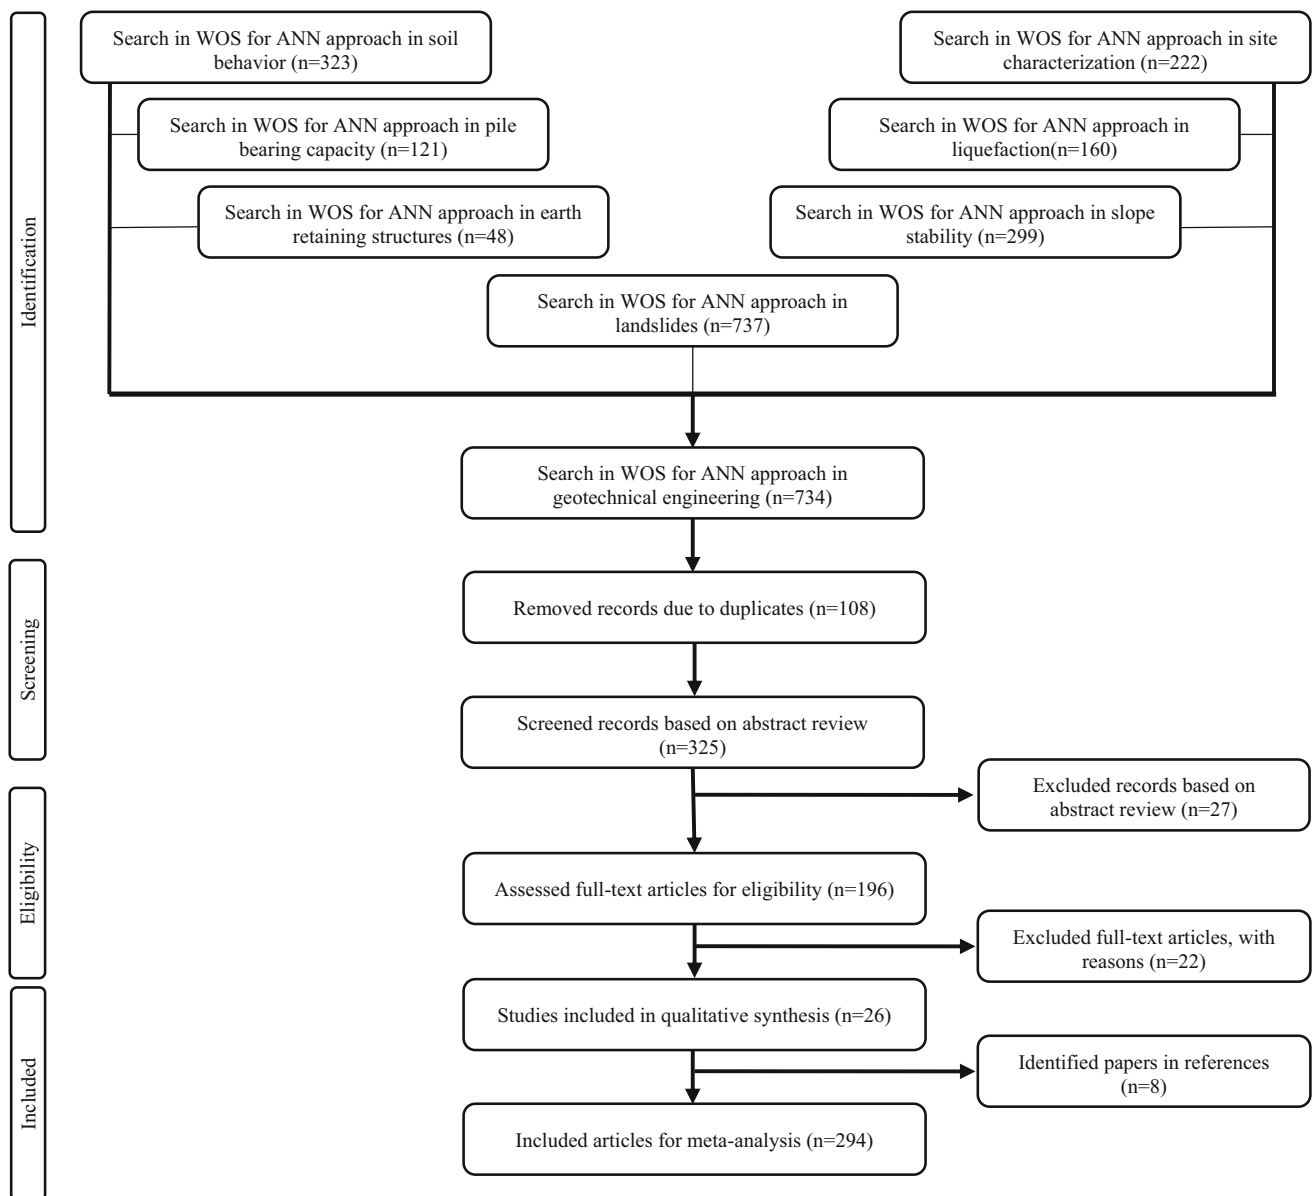 Identification
Search in WOS for ANN approach in soil
behavior (n=323)
Search in WOS for ANN approach in site
characterization (n=222)
Search in WOS for ANN approach in pile
bearing capacity (n=121)
Search in WOS for ANN approach in
liquefaction(n=160)
Search in WOS for ANN approach in earth
retaining structures (n=48)
Search in WOS for ANN approach in slope
stability (n=299)
Search in WOS for ANN approach in
landslides (n=737)
Search in WOS for ANN approach in
geotechnical engineering (n=734)
Screening
Removed records due to duplicates (n=108)
Screened records based on abstract review
(n=325)
Excluded records based on
abstract review (n=27)
Eligibility
Assessed full-text articles for eligibility (n=196)
Excluded full-text articles, with
reasons (n=22)
Included
Studies included in qualitative synthesis (n=26)
Identified papers in references
(n=8)
Included articles for meta-analysis (n=294)